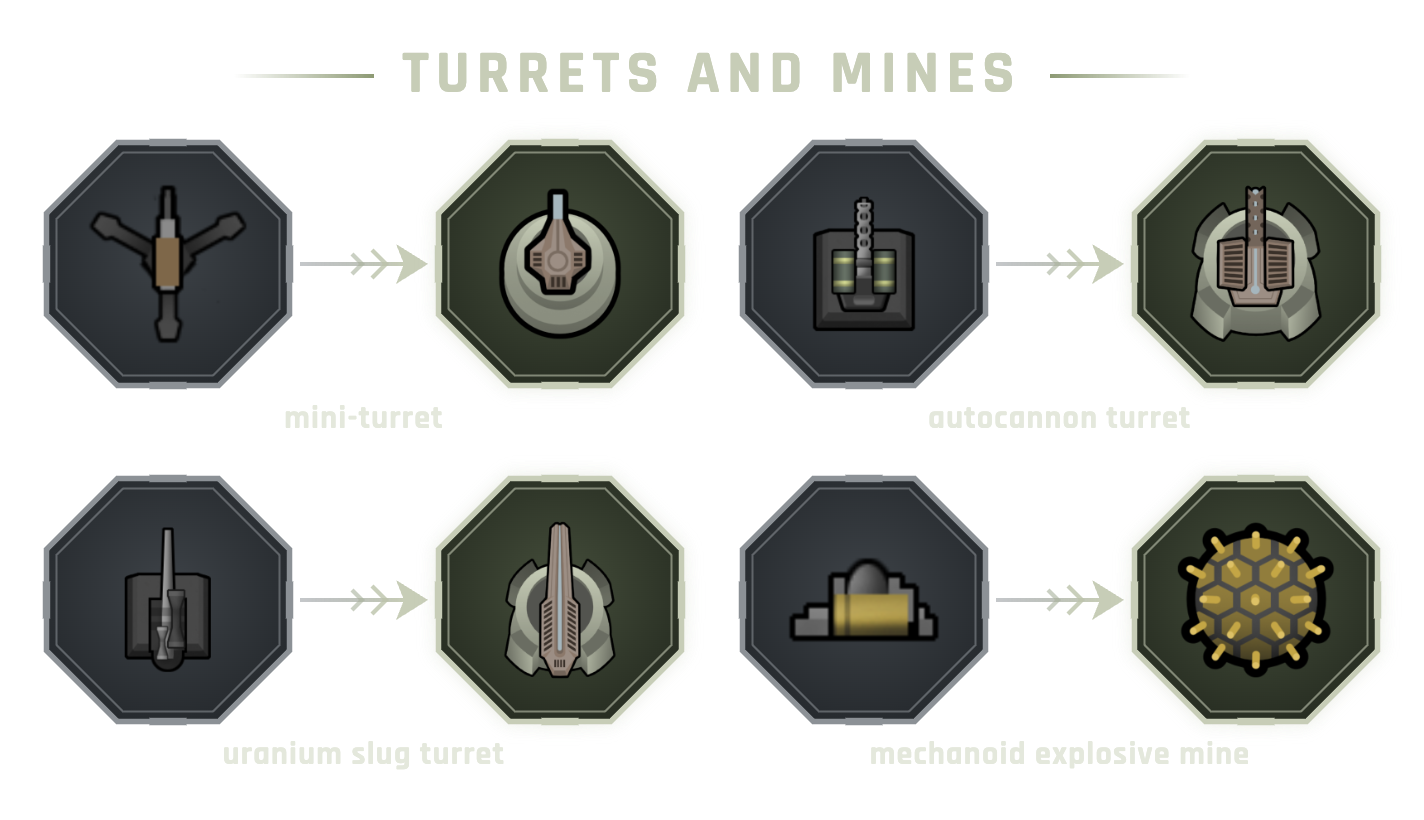 TURRETS AND MINES
mini-turret
autocannon turret
uranium slug turret
mechanoid explosive mine